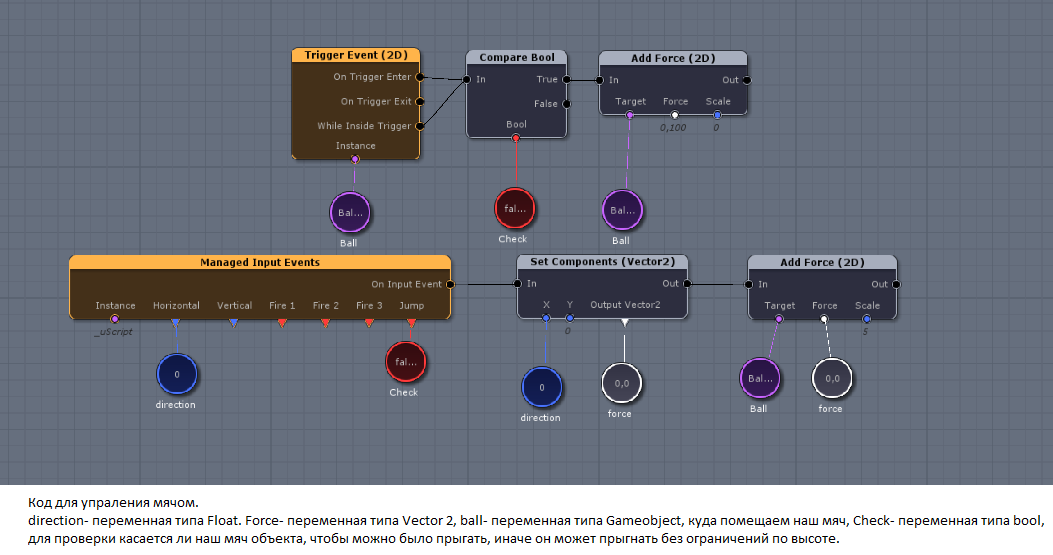 Trigger Event (2D)
On Trigger Enter
On Trigger Exit
While Inside Trigger
Instance
Bal...
Ball
Compare Bool
In True
False
Bool
fal...
Check
Add Force (2D)
In Out
Target Force Scale
0,100 0
Bal...
Ball
Managed Input Events
On Input Event
Instance Horizontal Vertical Fire 1 Fire 2 Fire 3 Jump
_uScript
0
direction
fal...
Check
Set Components (Vector2)
In Out
X Y Output Vector2
0
0
direction
0,0
force
Add Force (2D)
In Out
Target Force Scale
5
Bal...
Ball
0,0
force
Код для упраления мячом.
direction- переменная типа Float. Force- переменная типа Vector 2, ball- переменная типа Gameobject, куда помещаем наш мяч, Check- переменная типа bool,
для проверки касается ли наш мяч объекта, чтобы можно было прыгать, иначе он может прыгнать без ограничений по высоте.